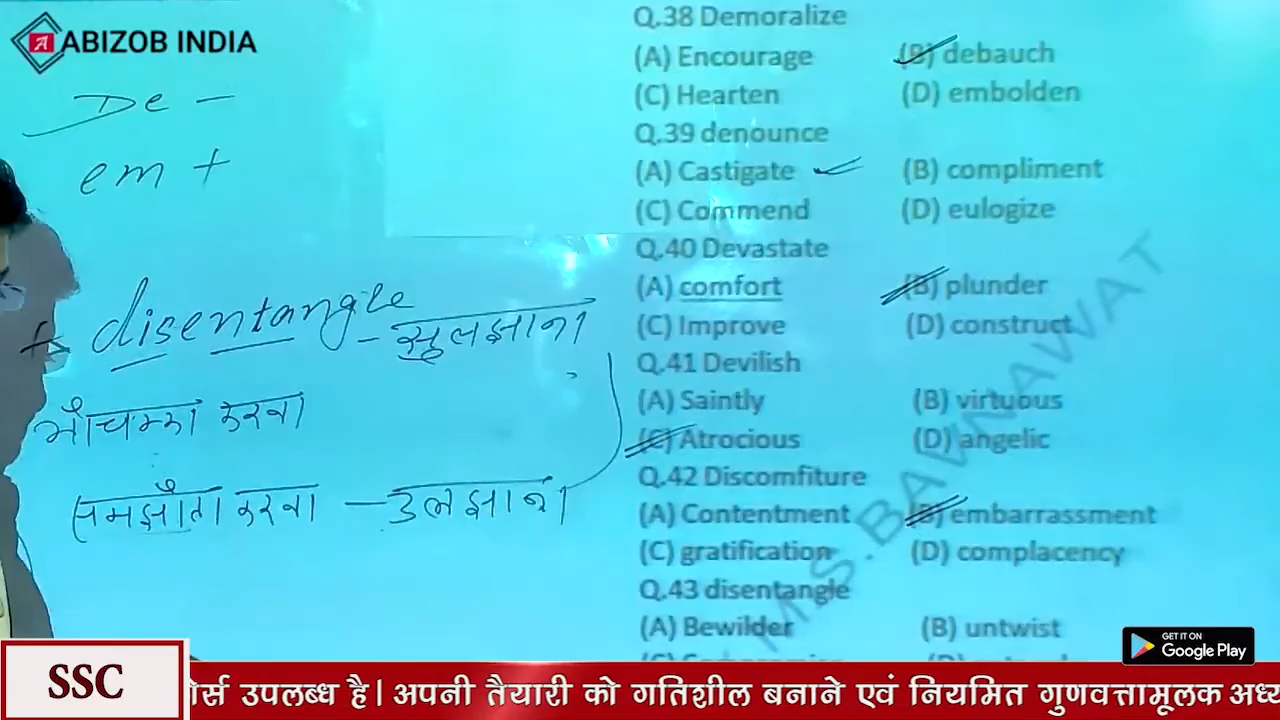 ABIZOB INDIA
De -
em +
disentangle - सुलझाना
भौचक्का करना
समझौता करना - उलझाना
Q.38 Demoralize
(A) Encourage (B) debauch
(C) Hearten (D) embolden
Q.39 denounce
(A) Castigate (B) compliment
(C) Commend (D) eulogize
Q.40 Devastate
(A) comfort (B) plunder
(C) Improve (D) construct
Q.41 Devilish
(A) Saintly (B) virtuous
(C) Atrocious (D) angelic
Q.42 Discomfiture
(A) Contentment (B) embarrassment
(C) gratification (D) complacency
Q.43 disentangle
(A) Bewilder (B) untwist
MS. BAWNAWAT
GET IT ON
Google Play
SSC
उपलब्ध है। अपनी तैयारी को गतिशील बनाने एवं नियमित गुणवत्तामूलक